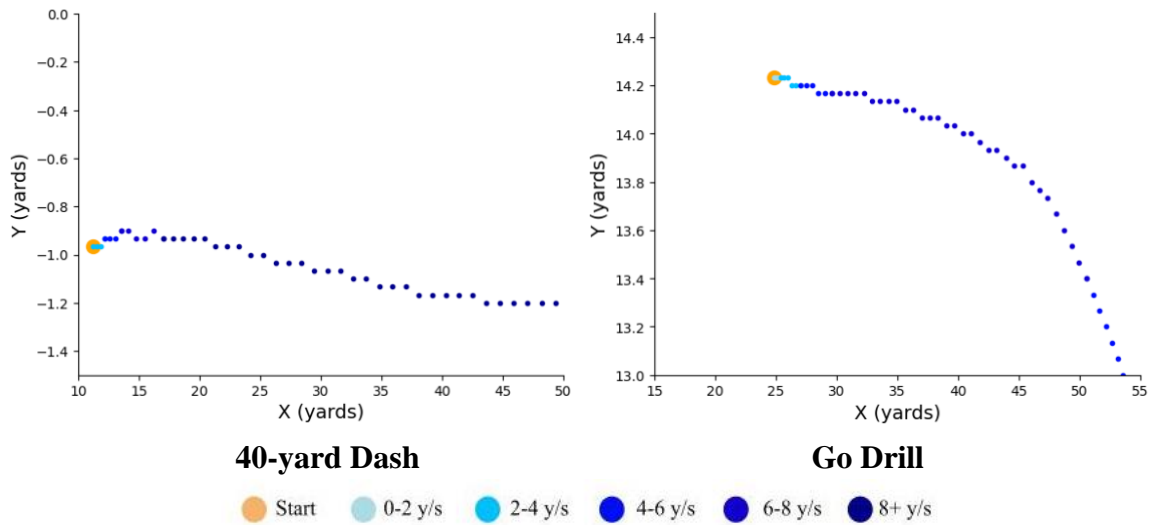 0.0
−0.2
−0.4
−0.6
−0.8
−1.0
−1.2
−1.4
Y (yards)
10 15 20 25 30 35 40 45 50
X (yards)
40-yard Dash
14.4
14.2
14.0
13.8
13.6
13.4
13.2
13.0
Y (yards)
15 20 25 30 35 40 45 50 55
X (yards)
Go Drill
Start 0-2 y/s 2-4 y/s 4-6 y/s 6-8 y/s 8+ y/s